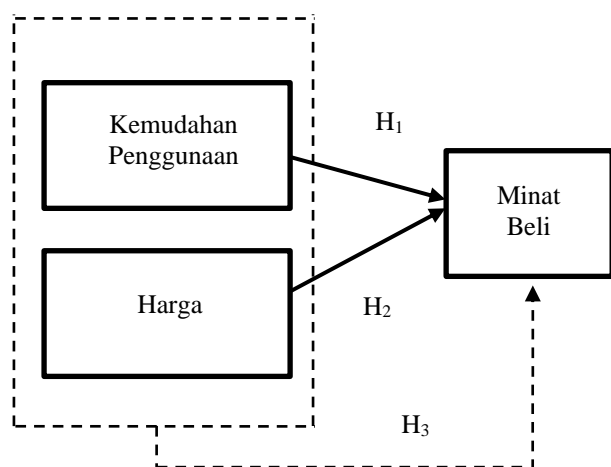 Kemudahan
Penggunaan
H₁
Minat
Beli
Harga
H₂
H₃